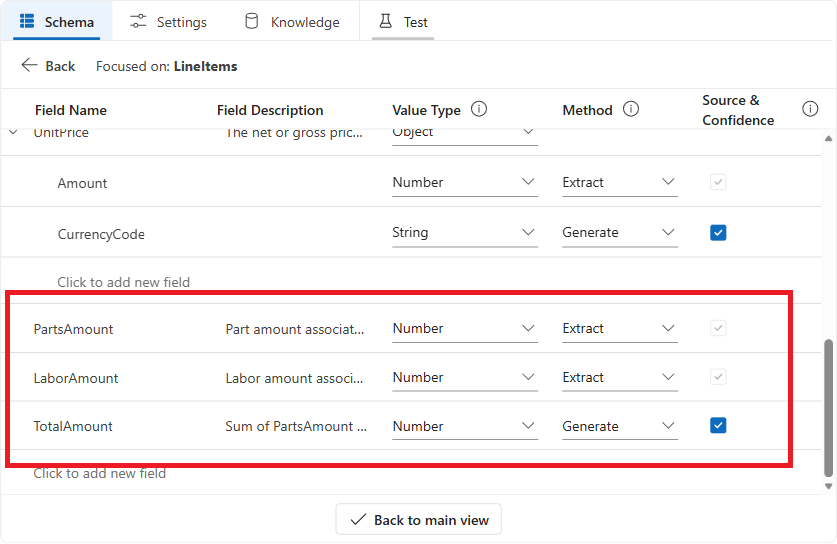 Schema Settings Knowledge Test
Back Focused on: LineItems
Field Name Field Description Value Type Method Source & Confidence
UnitPrice The net or gross pric... Object
Amount Number Extract
CurrencyCode String Generate
Click to add new field
PartsAmount Part amount associat... Number Extract
LaborAmount Labor amount associ... Number Extract
TotalAmount Sum of PartsAmount ... Number Generate
Click to add new field
Back to main view